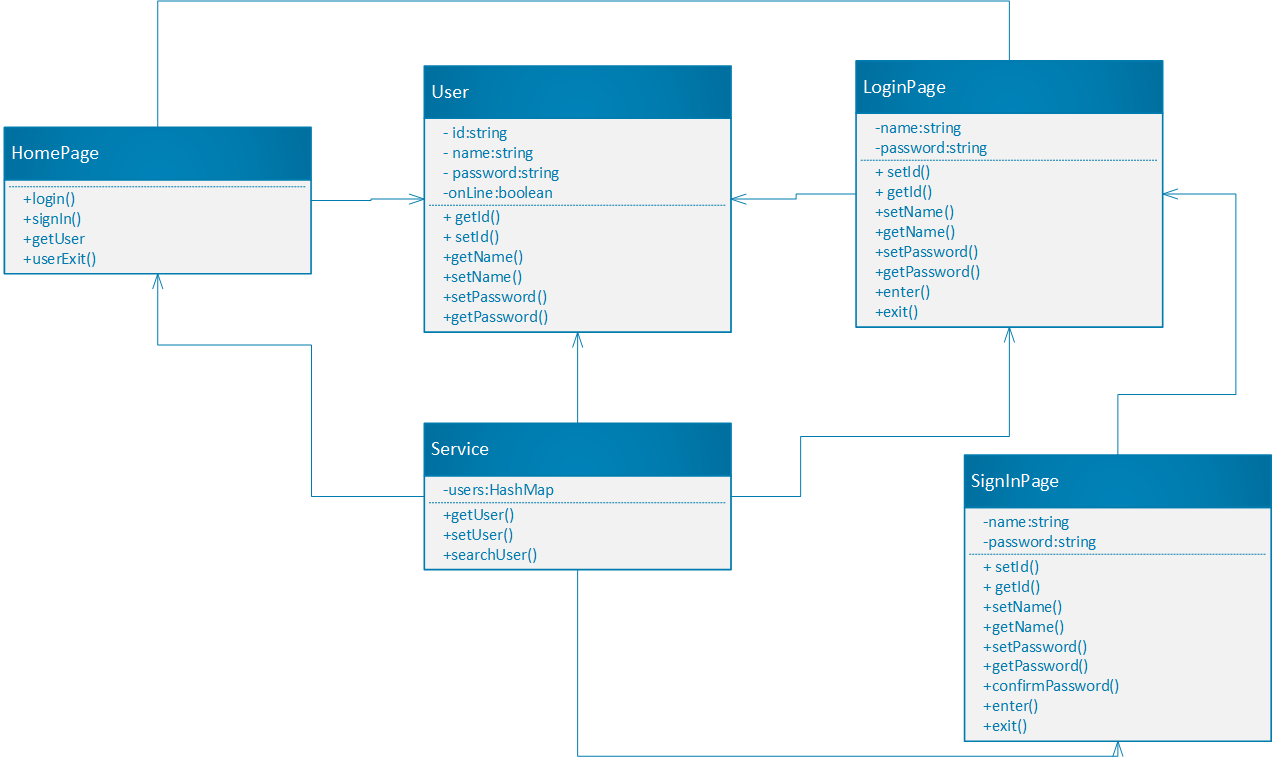 HomePage
+login()
+signIn()
+getUser
+userExit()
User
- id:string
- name:string
- password:string
-onLine:boolean
+ getId()
+ setId()
+getName()
+setName()
+setPassword()
+getPassword()
LoginPage
-name:string
-password:string
+ setId()
+ getId()
+setName()
+getName()
+setPassword()
+getPassword()
+enter()
+exit()
Service
-users:HashMap
+getUser()
+setUser()
+searchUser()
SignInPage
-name:string
-password:string
+ setId()
+ getId()
+setName()
+getName()
+setPassword()
+getPassword()
+confirmPassword()
+enter()
+exit()